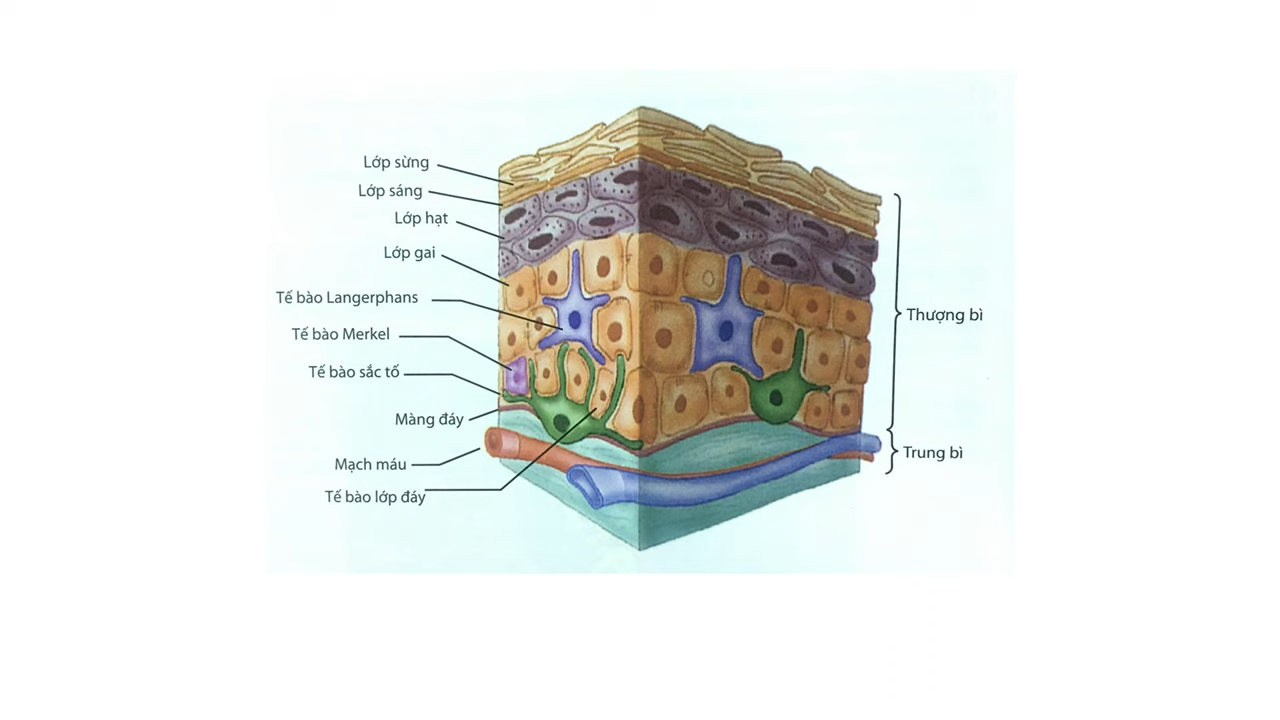 Lớp sừng
Lớp sáng
Lớp hạt
Lớp gai
Tế bào Langerphans
Tế bào Merkel
Tế bào sắc tố
Màng đáy
Mạch máu
Tế bào lớp đáy
Thượng bì
Trung bì